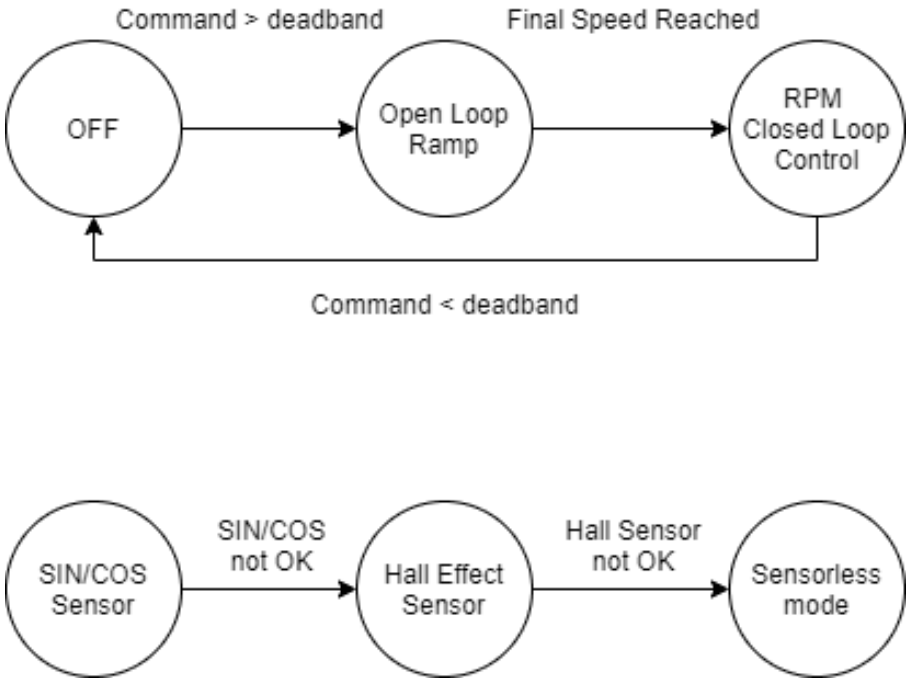 Command > deadband
Final Speed Reached
OFF
Open Loop
Ramp
RPM
Closed Loop
Control
Command < deadband
SIN/COS
Sensor
SIN/COS
not OK
Hall Effect
Sensor
Hall Sensor
not OK
Sensorless
mode